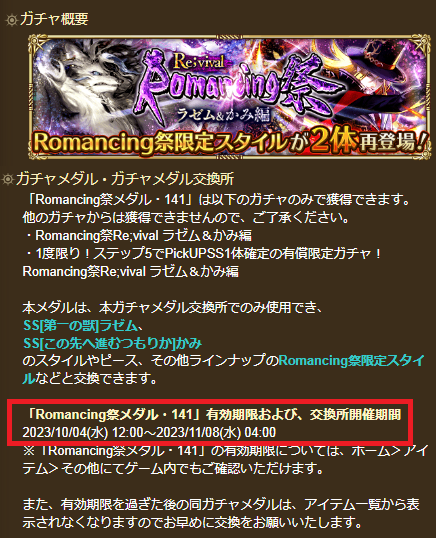 ガチャ概要
Re;vival
Romancing祭
ラゼム&かみ編
Romancing祭限定スタイルが2体再登場!
ガチャメダル・ガチャメダル交換所
「Romancing祭メダル・141」は以下のガチャのみで獲得できます。
他のガチャからは獲得できませんので、ご了承ください。
・Romancing祭Re;vival ラゼム&かみ編
・1度限り!ステップ5でPickUPSS1体確定の有償限定ガチャ!
Romancing祭Re;vival ラゼム&かみ編
本メダルは、本ガチャメダル交換所でのみ使用でき、
SS[第一の獣]ラゼム、
SS[この先へ進むつもりか]かみ
のスタイルやピース、その他ラインナップのRomancing祭限定スタイ
ルなどと交換できます。
「Romancing祭メダル・141」有効期限および、交換所開催期間
2023/10/04(水) 12:00～2023/11/08(水) 04:00
※「Romancing祭メダル・141」の有効期限については、ホーム>アイ
テム>その他にてゲーム内でもご確認いただけます。
また、有効期限を過ぎた後の同ガチャメダルは、アイテム一覧から表
示されなくなりますのでお早めに交換をお願いいたします。